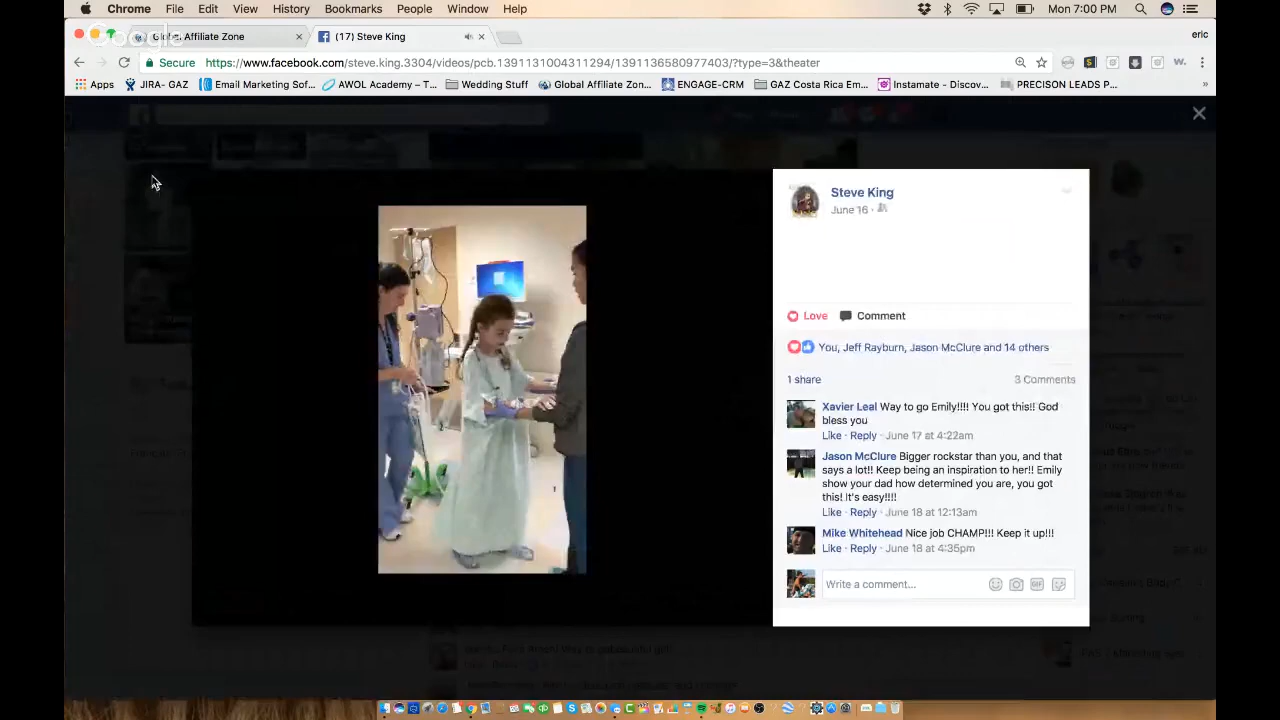 Chrome File Edit View History Bookmarks People Window Help Mon 7:00 PM
Google
Global Affiliate Zone (17) Steve King eric
Secure https://www.facebook.com/steve.king.3304/videos/pcb.1391131004311294/1391136580977403/?type=3&theater
Apps JIRA- GAZ Email Marketing Sof... AWOL Academy – T... Wedding Stuff Global Affiliate Zon... ENGAGE-CRM GAZ Costa Rica Em... Instamate - Discov... PRECISON LEADS P...
Steve King
June 16 ·
Love Comment
You, Jeff Rayburn, Jason McClure and 14 others
1 share 3 Comments
Xavier Leal Way to go Emily!!!! You got this!! God
bless you
Like · Reply · June 17 at 4:22am
Jason McClure Bigger rockstar than you, and that
says a lot!! Keep being an inspiration to her!! Emily
show your dad how determined you are, you got
this! It's easy!!!!
Like · Reply · June 18 at 12:13am
Mike Whitehead Nice job CHAMP!!! Keep it up!!!
Like · Reply · June 18 at 4:35pm
Write a comment... GIF